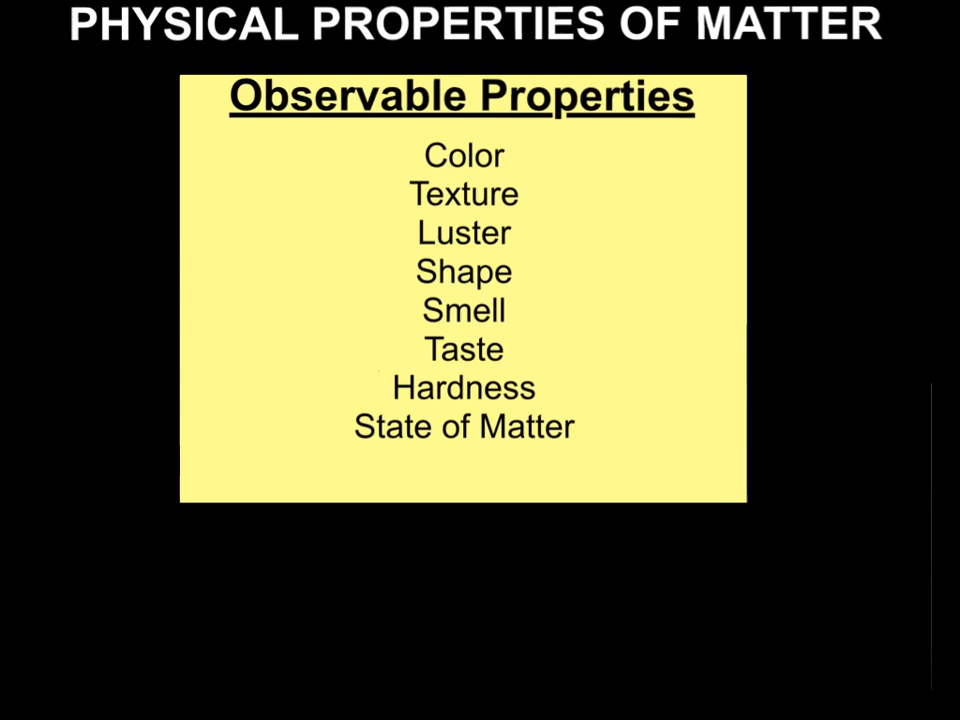 PHYSICAL PROPERTIES OF MATTER
Observable Properties
Color
Texture
Luster
Shape
Smell
Taste
Hardness
State of Matter